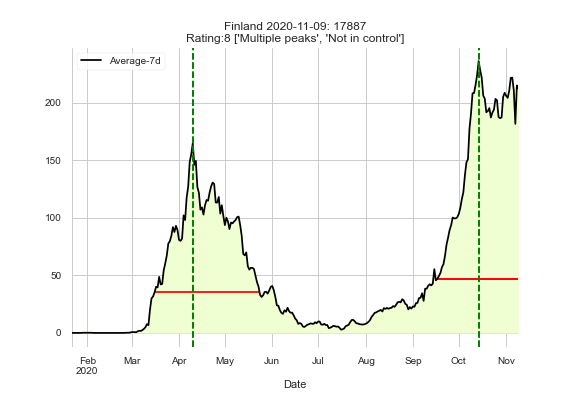 Finland 2020-11-09: 17887
Rating:8 ['Multiple peaks', 'Not in control']
Average-7d
200
150
100
50
0
Feb Mar Apr May Jun Jul Aug Sep Oct Nov
2020
Date